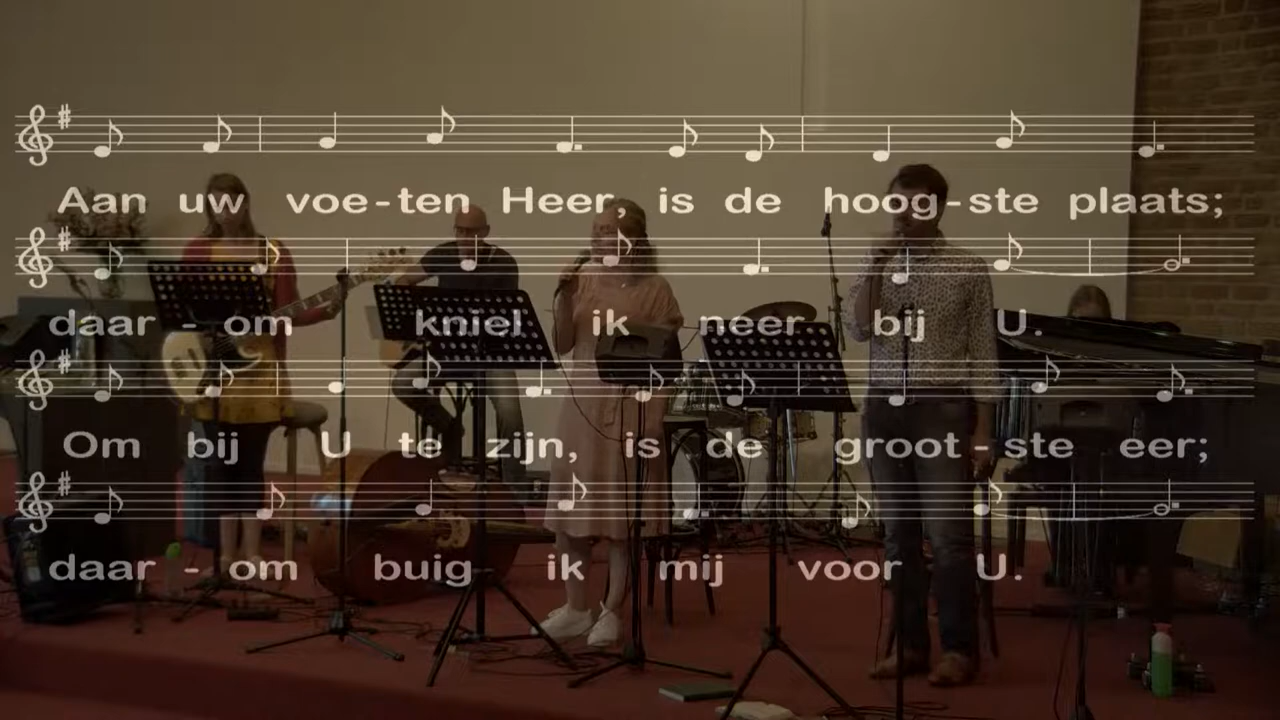 Aan uw voe-ten Heer, is de hoog-ste plaats;
daar - om kniel ik neer bij U.
Om bij U te zijn, is de groot-ste eer;
daar - om buig ik mij voor U.